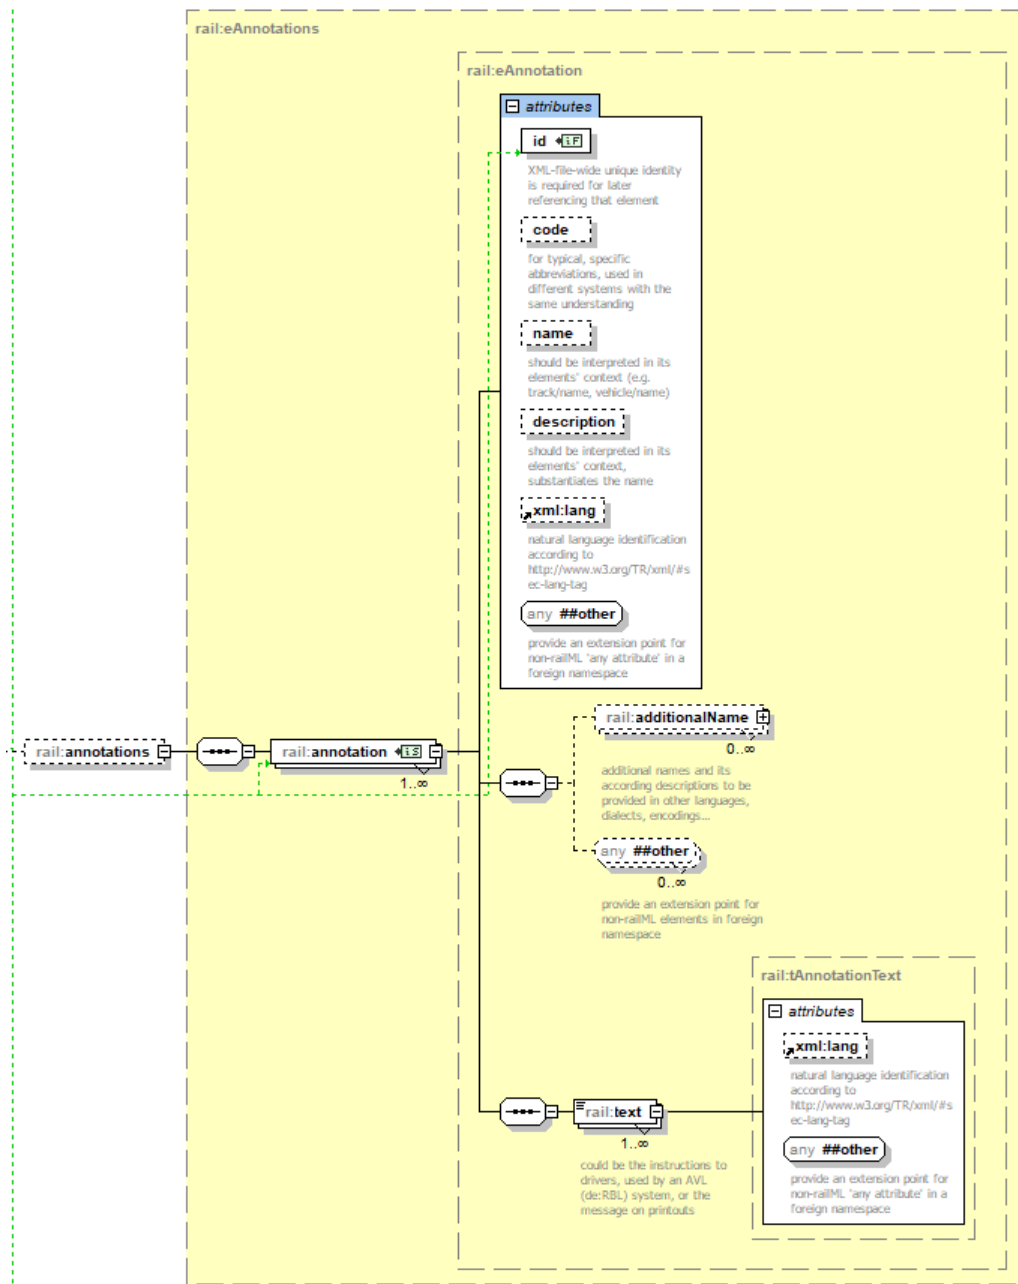 rail:eAnnotations
rail:eAnnotation
attributes
id iF
XML-file-wide unique identity
is required for later
referencing that element
code
for typical, specific
abbreviations, used in
different systems with the
same understanding
name
should be interpreted in its
elements' context (e.g.
track/name, vehicle/name)
description
should be interpreted in its
elements' context,
substantiates the name
xml:lang
natural language identification
according to
http://www.w3.org/TR/xml/#s
ec-lang-tag
any ##other
provide an extension point for
non-railML 'any attribute' in a
foreign namespace
rail:annotations
rail:annotation iS
1..∞
rail:additionalName
0..∞
additional names and its
according descriptions to be
provided in other languages,
dialects, encodings...
any ##other
0..∞
provide an extension point for
non-railML elements in foreign
namespace
rail:tAnnotationText
attributes
xml:lang
natural language identification
according to
http://www.w3.org/TR/xml/#s
ec-lang-tag
any ##other
provide an extension point for
non-railML 'any attribute' in a
foreign namespace
rail:text
1..∞
could be the instructions to
drivers, used by an AVL
(de:RBL) system, or the
message on printouts